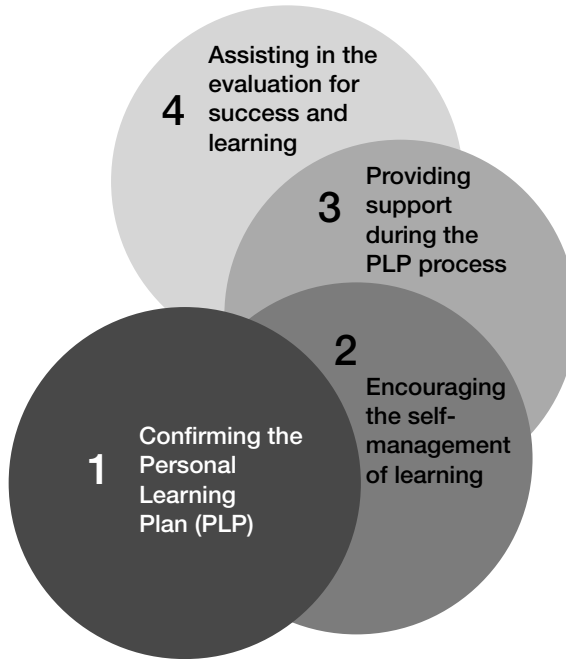 4
Assisting in the
evaluation for
success and
learning
3
Providing
support
during the
PLP process
2
Encouraging
the self-
management
of learning
1
Confirming the
Personal
Learning
Plan (PLP)